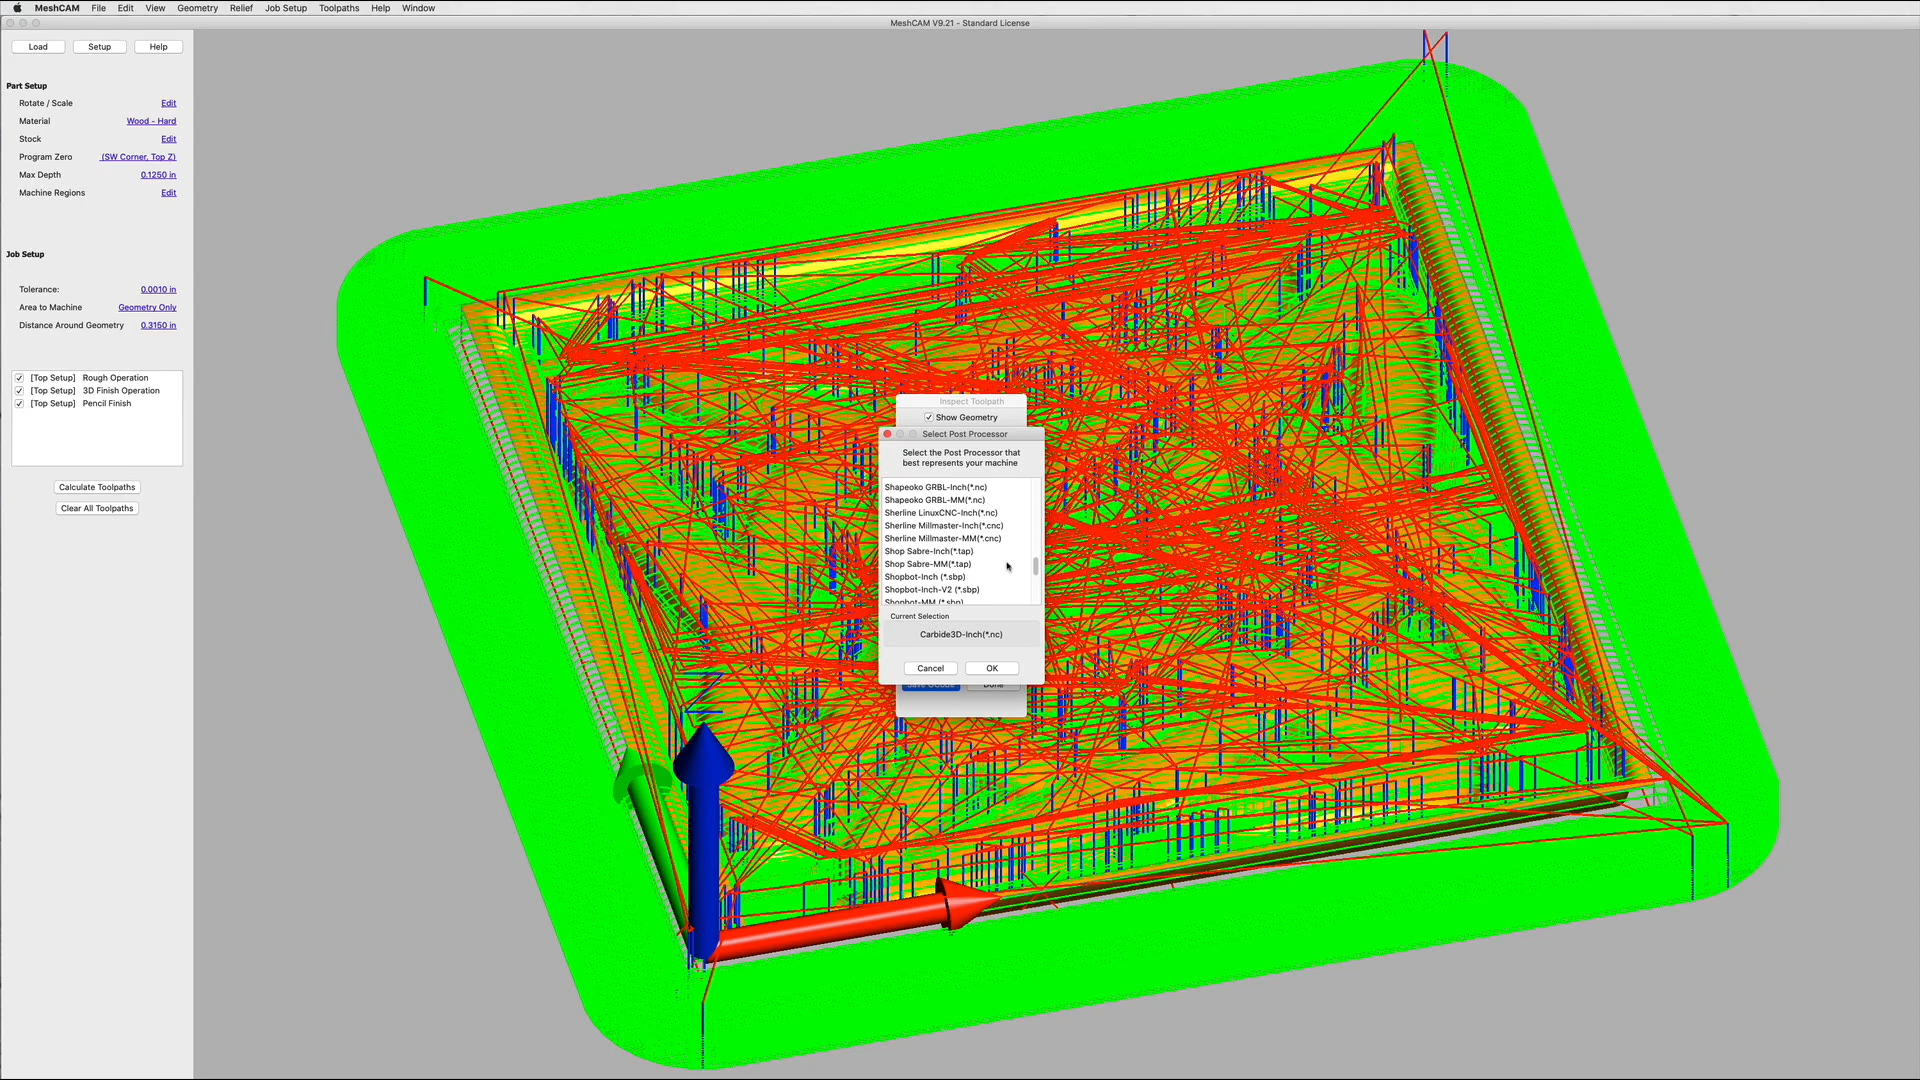 MeshCAM File Edit View Geometry Relief Job Setup Toolpaths Help Window
MeshCAM V9.21 - Standard License
Load Setup Help
Part Setup
Rotate / Scale Edit
Material Wood - Hard
Stock Edit
Program Zero (SW Corner, Top Z)
Max Depth 0.1250 in
Machine Regions Edit
Job Setup
Tolerance: 0.0010 in
Area to Machine Geometry Only
Distance Around Geometry 0.3150 in
[Top Setup] Rough Operation
[Top Setup] 3D Finish Operation
[Top Setup] Pencil Finish
Calculate Toolpaths
Clear All Toolpaths
Inspect Toolpath
Show Geometry
Select Post Processor
Select the Post Processor that
best represents your machine
Shapeoko GRBL-Inch(*.nc)
Shapeoko GRBL-MM(*.nc)
Sherline LinuxCNC-Inch(*.nc)
Sherline Millmaster-Inch(*.cnc)
Sherline Millmaster-MM(*.cnc)
Shop Sabre-Inch(*.tap)
Shop Sabre-MM(*.tap)
Shopbot-Inch (*.sbp)
Shopbot-Inch-V2 (*.sbp)
Shopbot-MM (*.sbp)
Current Selection
Carbide3D-Inch(*.nc)
Cancel OK
Save GCode Done